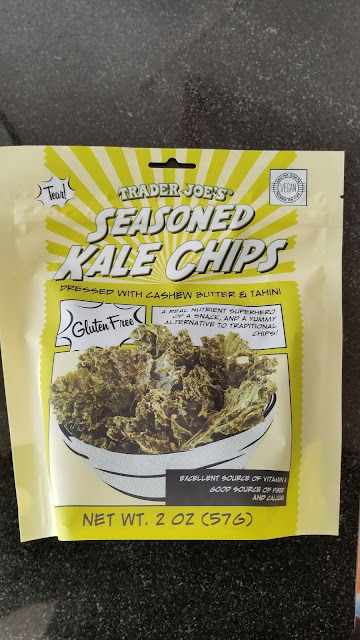 Tear!
TRADER JOE'S®
VEGAN
SEASONED
KALE CHIPS
DRESSED WITH CASHEW BUTTER & TAHINI
Gluten Free
A REAL NUTRIENT SUPERHERO
OF A SNACK, AND A YUMMY
ALTERNATIVE TO TRADITIONAL
CHIPS!
EXCELLENT SOURCE OF VITAMIN A
GOOD SOURCE OF FIBER
AND CALCIUM
NET WT. 2 OZ (57G)